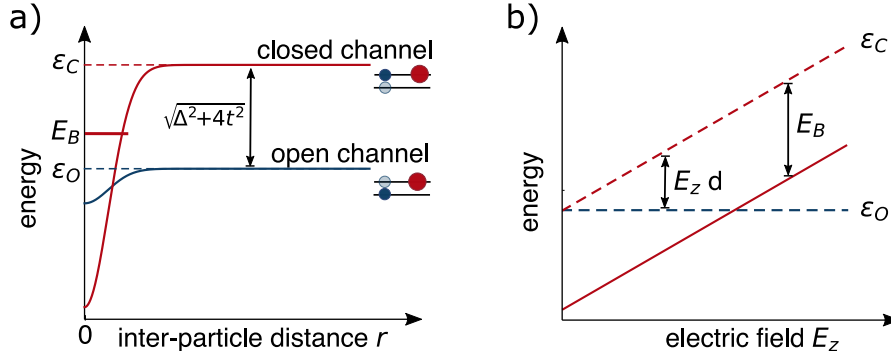 a)
ε_C
closed channel
√Δ²+4t²
E_B
ε_O
open channel
energy
0
inter-particle distance r
b)
ε_C
E_B
E_z d
ε_O
energy
electric field E_z